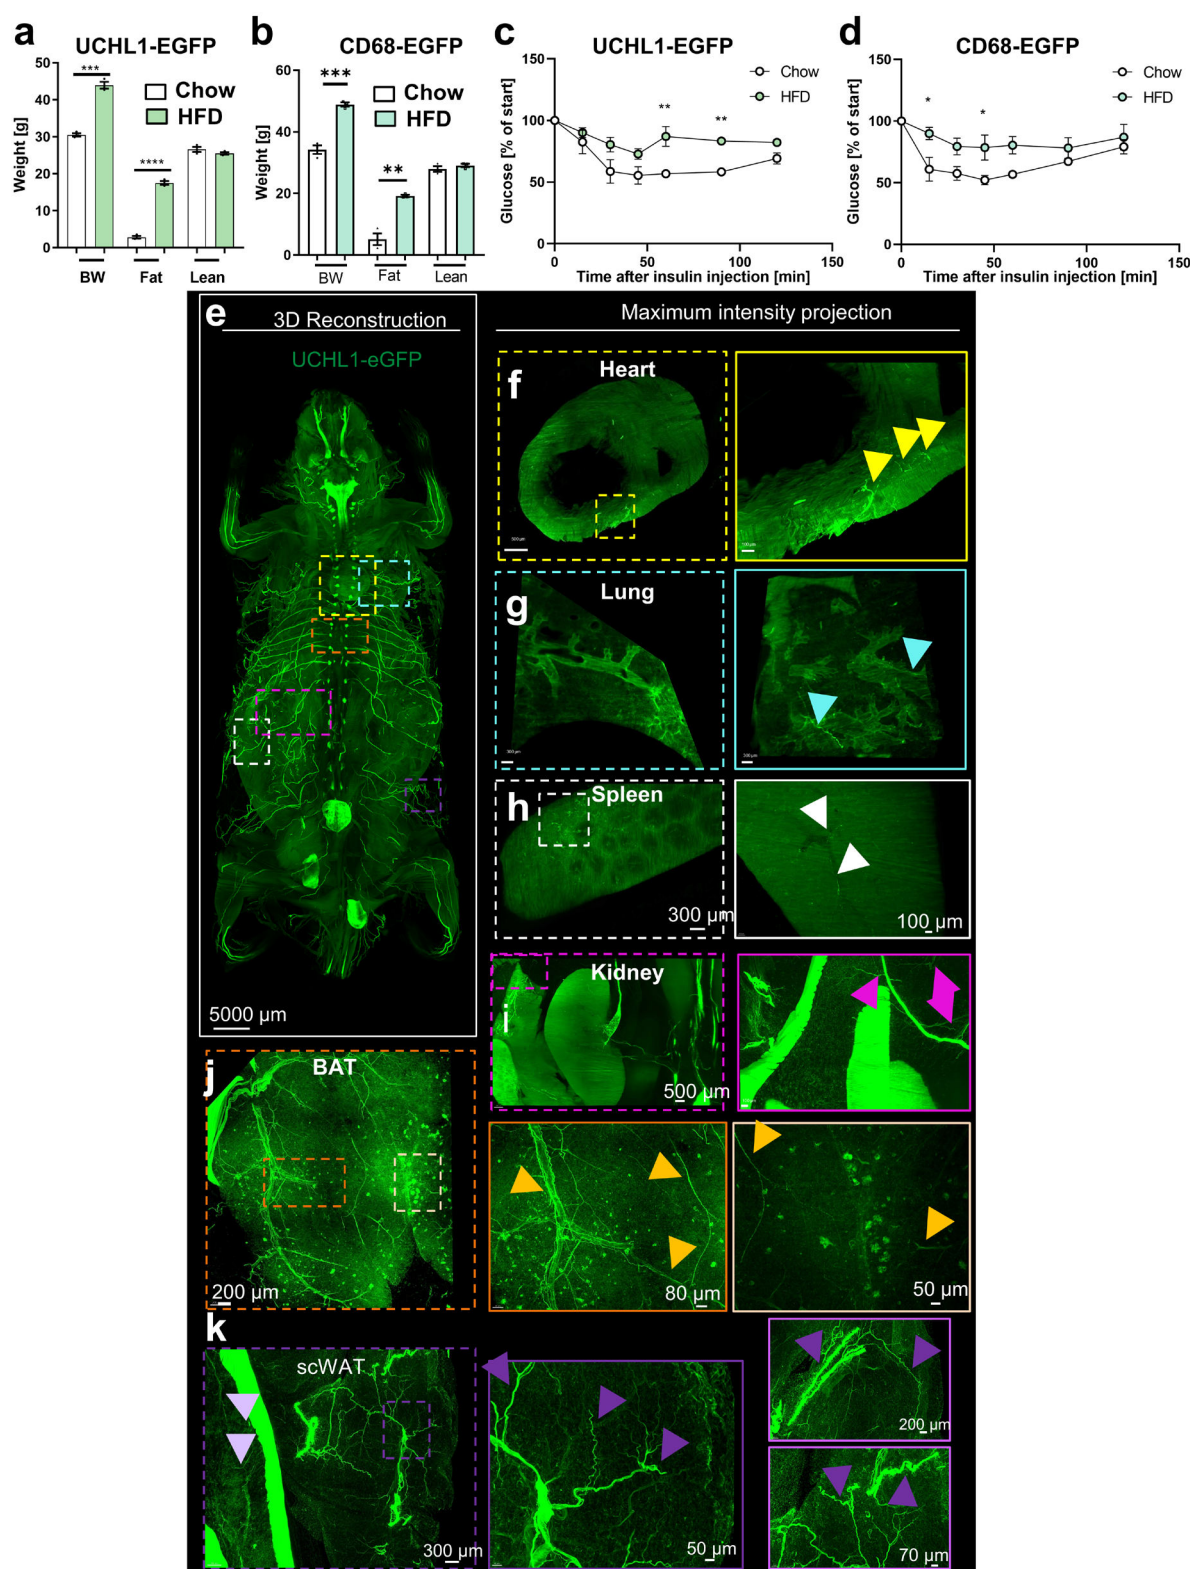 a
UCHL1-EGFP
***
****
Chow
HFD
Weight [g]
50
40
30
20
10
0
BW
Fat
Lean
b
CD68-EGFP
***
**
Chow
HFD
Weight [g]
60
40
20
0
BW
Fat
Lean
c
UCHL1-EGFP
Chow
HFD
**
**
Glucose [% of start]
150
100
50
0
0
50
100
150
Time after insulin injection [min]
d
CD68-EGFP
Chow
HFD
*
*
Glucose [% of start]
150
100
50
0
0
50
100
150
Time after insulin injection [min]
e
3D Reconstruction
UCHL1-eGFP
5000 µm
Maximum intensity projection
f
Heart
g
Lung
h
Spleen
300 µm
100 µm
i
Kidney
500 µm
j
BAT
200 µm
80 µm
50 µm
k
scWAT
300 µm
50 µm
200 µm
70 µm